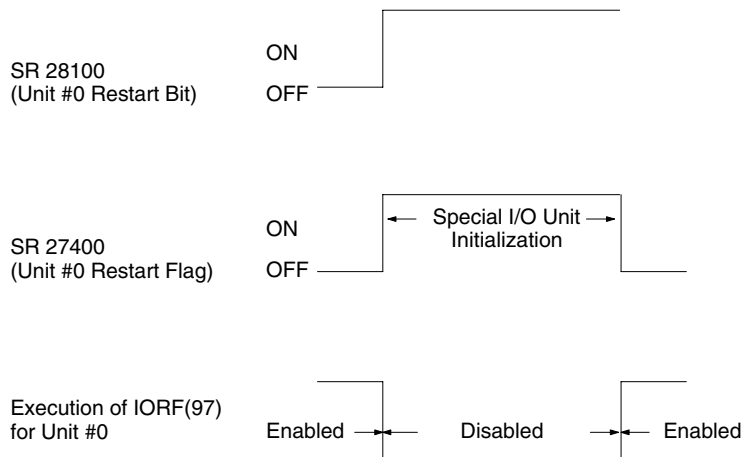 ON
SR 28100
(Unit #0 Restart Bit)
OFF
Special I/O Unit
Initialization
ON
SR 27400
(Unit #0 Restart Flag)
OFF
Execution of IORF(97)
for Unit #0
Enabled
Disabled
Enabled